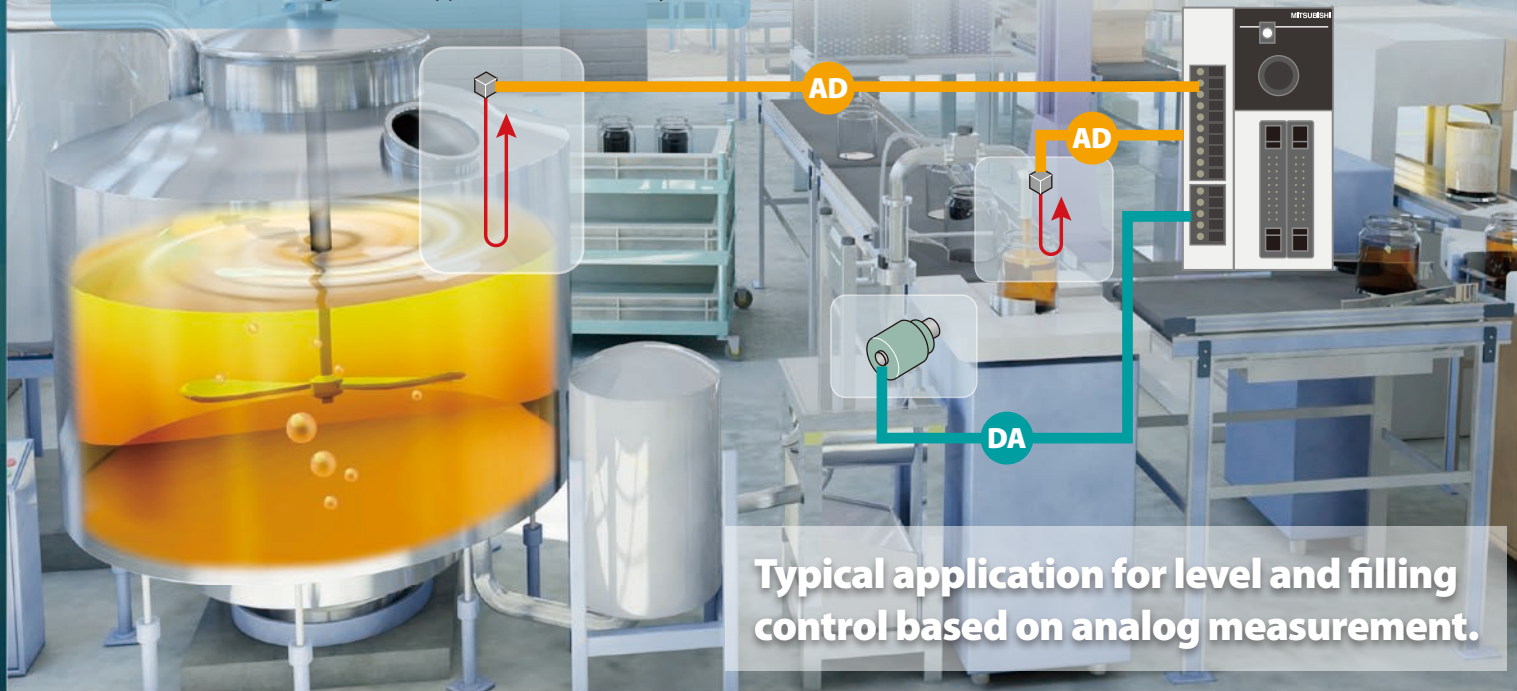 MITSUBISHI
AD
AD
DA
Typical application for level and filling
control based on analog measurement.